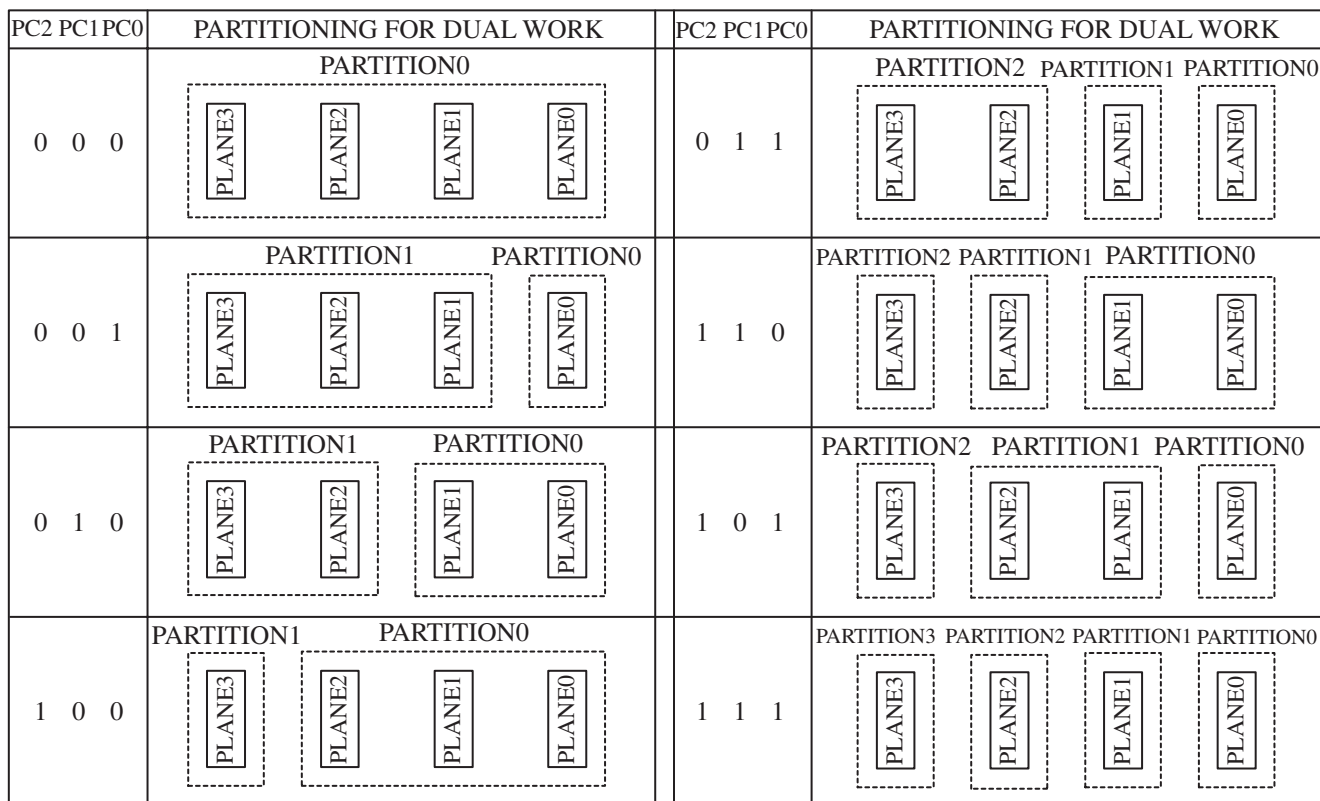 PC2 PC1PC0 PARTITIONING FOR DUAL WORK PC2 PC1PC0 PARTITIONING FOR DUAL WORK
PARTITION0
0 0 0 PLANE3 PLANE2 PLANE1 PLANE0
PARTITION2 PARTITION1 PARTITION0
0 1 1 PLANE3 PLANE2 PLANE1 PLANE0
PARTITION1 PARTITION0
0 0 1 PLANE3 PLANE2 PLANE1 PLANE0
PARTITION2 PARTITION1 PARTITION0
1 1 0 PLANE3 PLANE2 PLANE1 PLANE0
PARTITION1 PARTITION0
0 1 0 PLANE3 PLANE2 PLANE1 PLANE0
PARTITION2 PARTITION1 PARTITION0
1 0 1 PLANE3 PLANE2 PLANE1 PLANE0
PARTITION1 PARTITION0
1 0 0 PLANE3 PLANE2 PLANE1 PLANE0
PARTITION3 PARTITION2 PARTITION1 PARTITION0
1 1 1 PLANE3 PLANE2 PLANE1 PLANE0